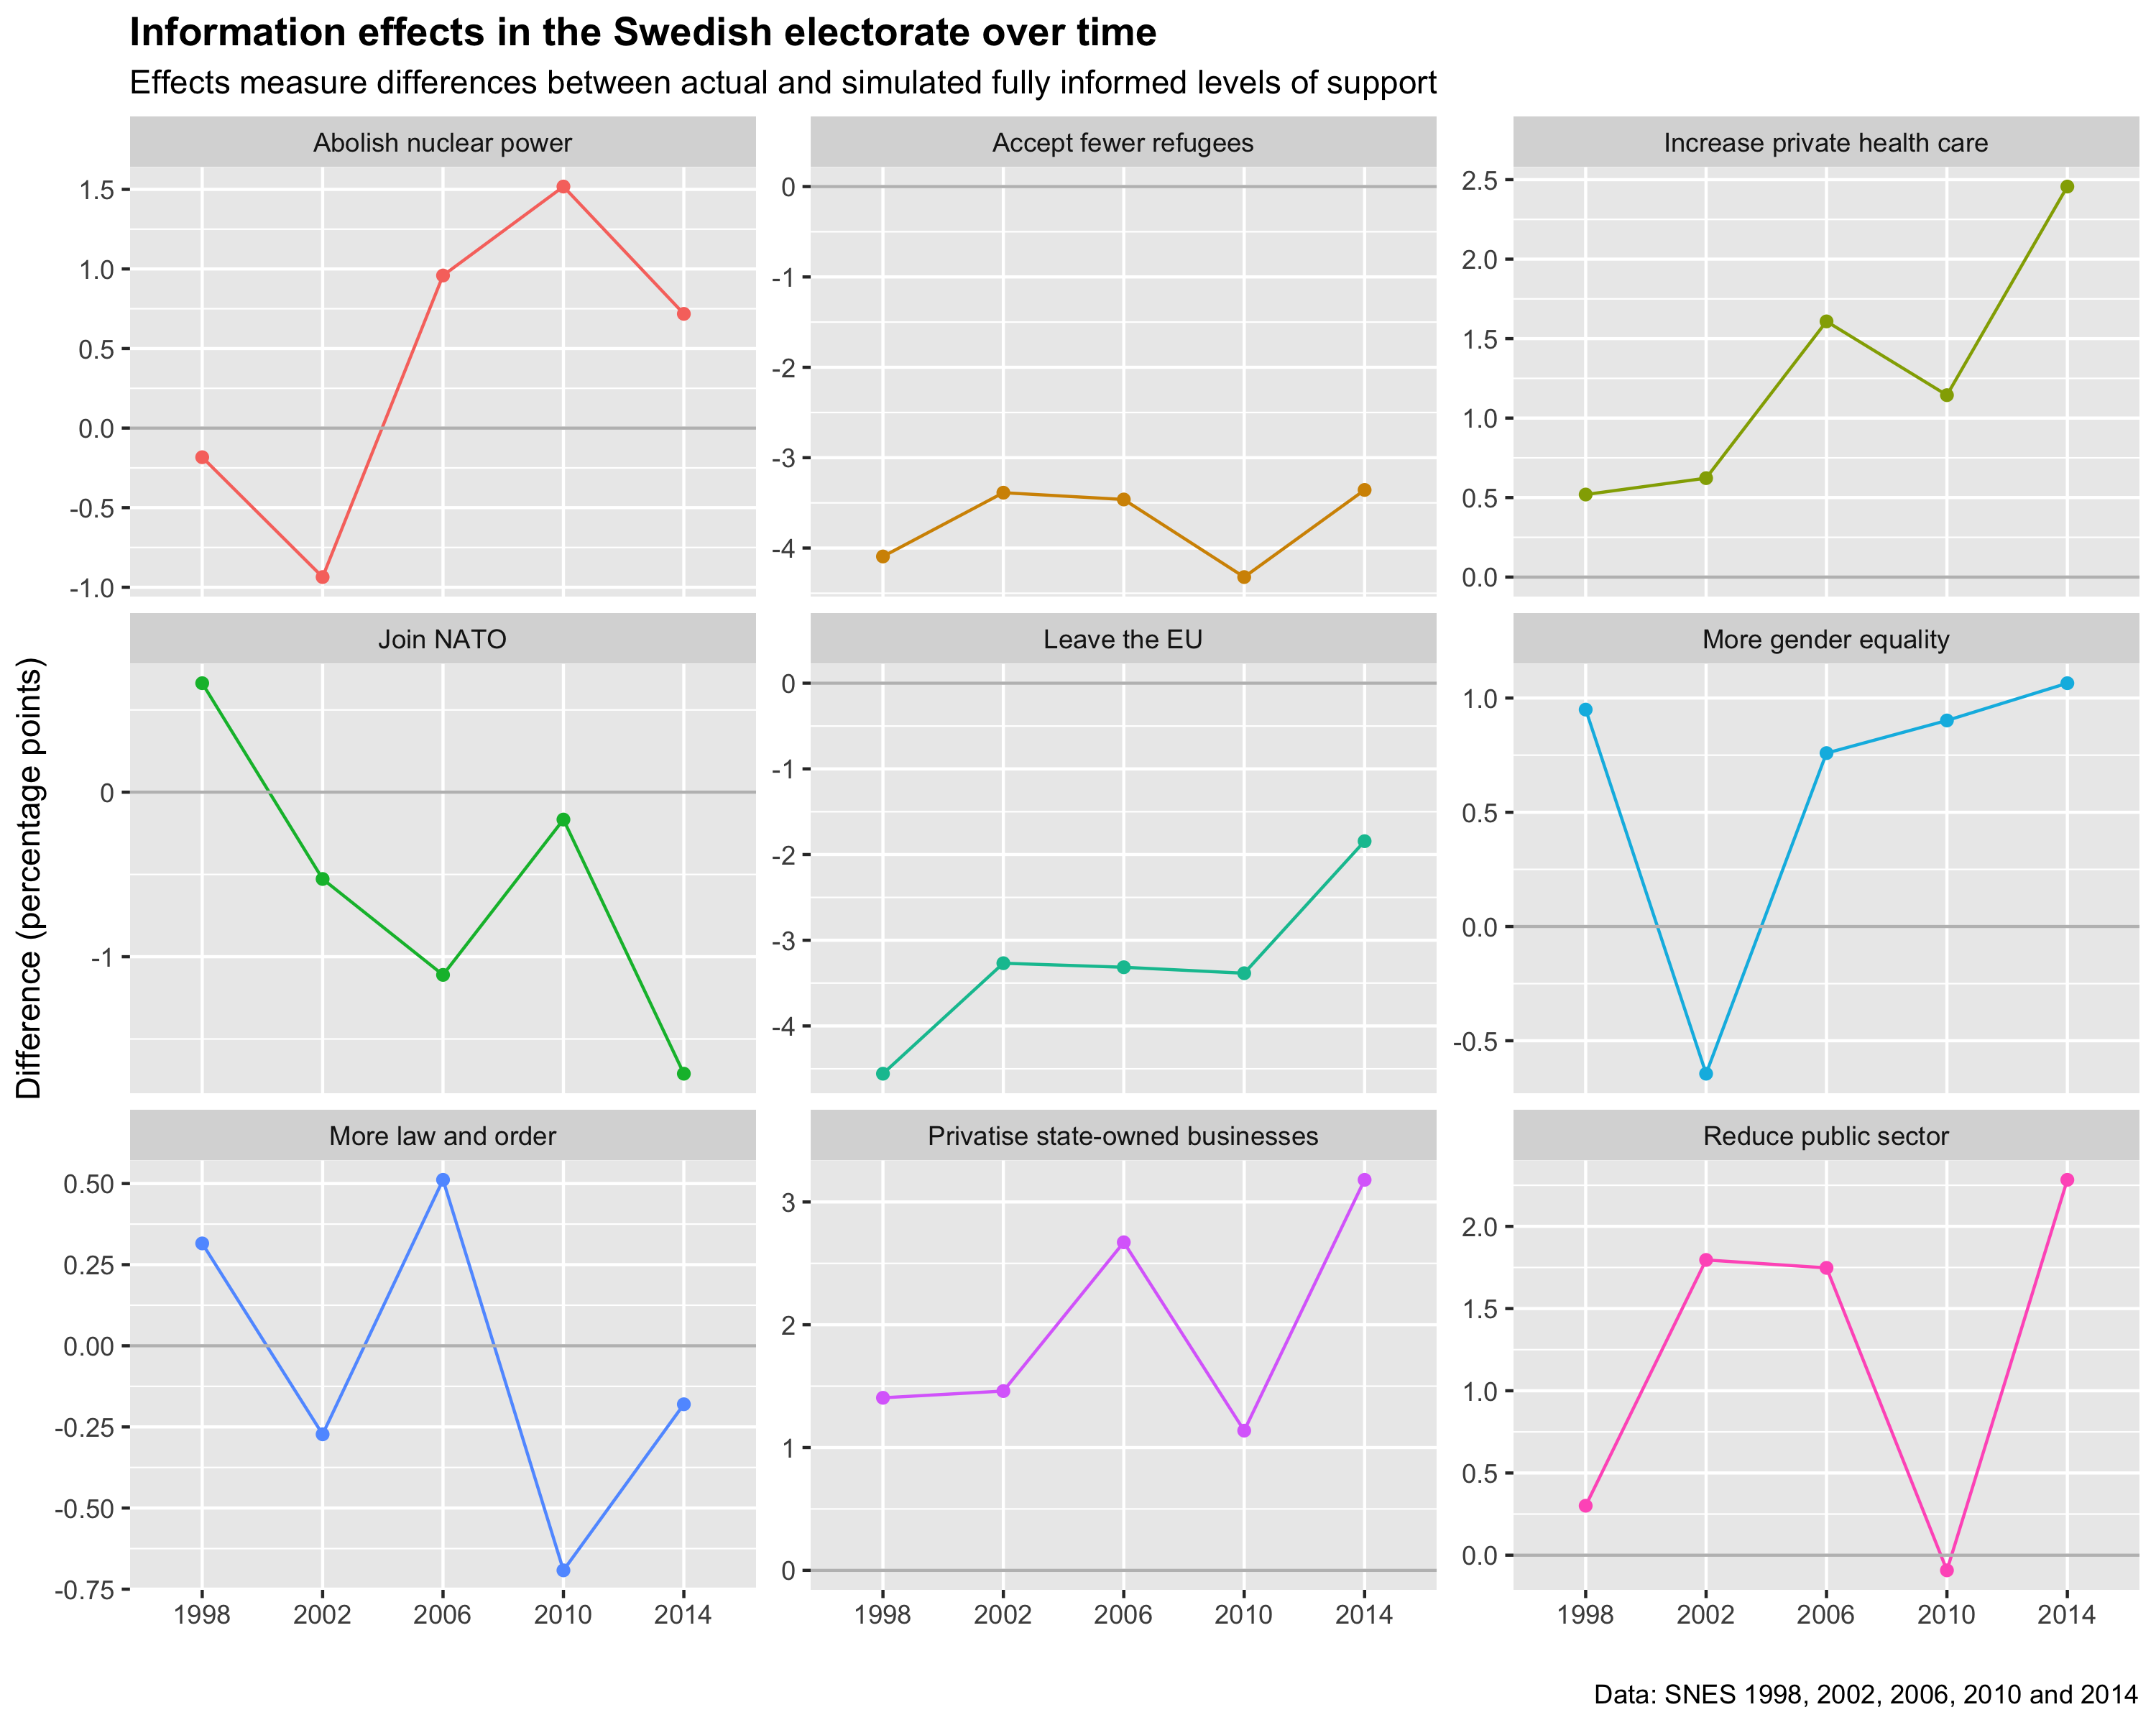 Information effects in the Swedish electorate over time
Effects measure differences between actual and simulated fully informed levels of support
Difference (percentage points)
Abolish nuclear power
1.5
1.0
0.5
0.0
-0.5
-1.0
Accept fewer refugees
0
-1
-2
-3
-4
Increase private health care
2.5
2.0
1.5
1.0
0.5
0.0
Join NATO
0
-1
Leave the EU
0
-1
-2
-3
-4
More gender equality
1.0
0.5
0.0
-0.5
More law and order
0.50
0.25
0.00
-0.25
-0.50
-0.75
1998 2002 2006 2010 2014
Privatise state-owned businesses
3
2
1
0
1998 2002 2006 2010 2014
Reduce public sector
2.0
1.5
1.0
0.5
0.0
1998 2002 2006 2010 2014
Data: SNES 1998, 2002, 2006, 2010 and 2014